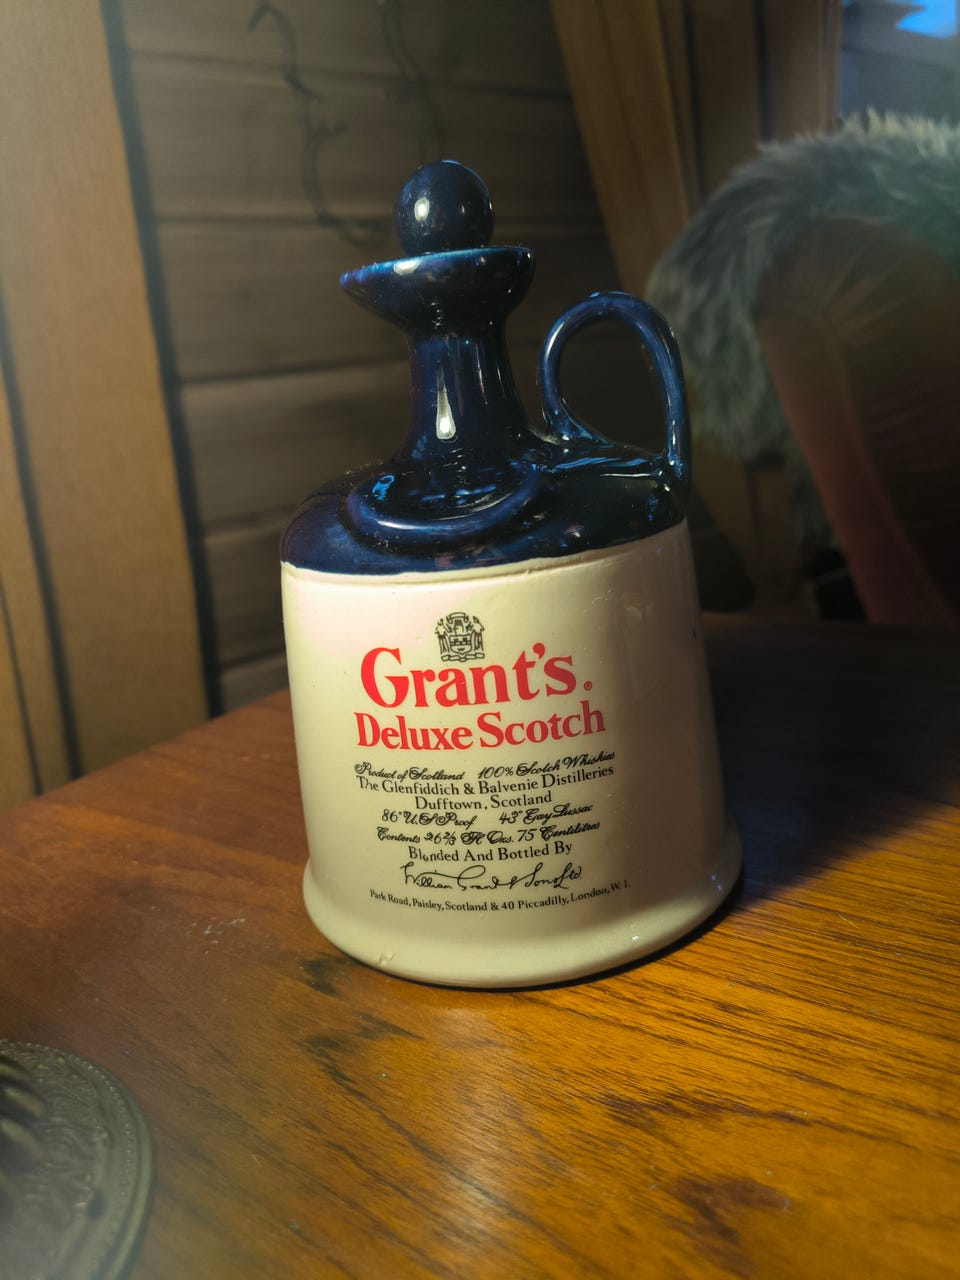 Grant's®
Deluxe Scotch
Product of Scotland 100% Scotch Whiskies
The Glenfiddich & Balvenie Distilleries
Dufftown, Scotland
86° U.S Proof 43° Gay Lussac
Contents 26⅔ Fl Ozs. 75 Centilitres
Blended And Bottled By
William Grant & Sons Ltd.
Park Road, Paisley, Scotland & 40 Piccadilly, London, W. 1.